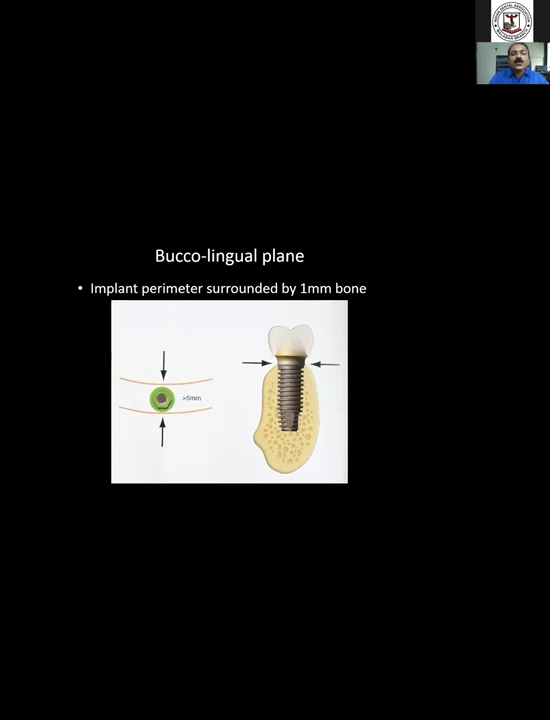 Bucco-lingual plane
• Implant perimeter surrounded by 1mm bone
>5mm